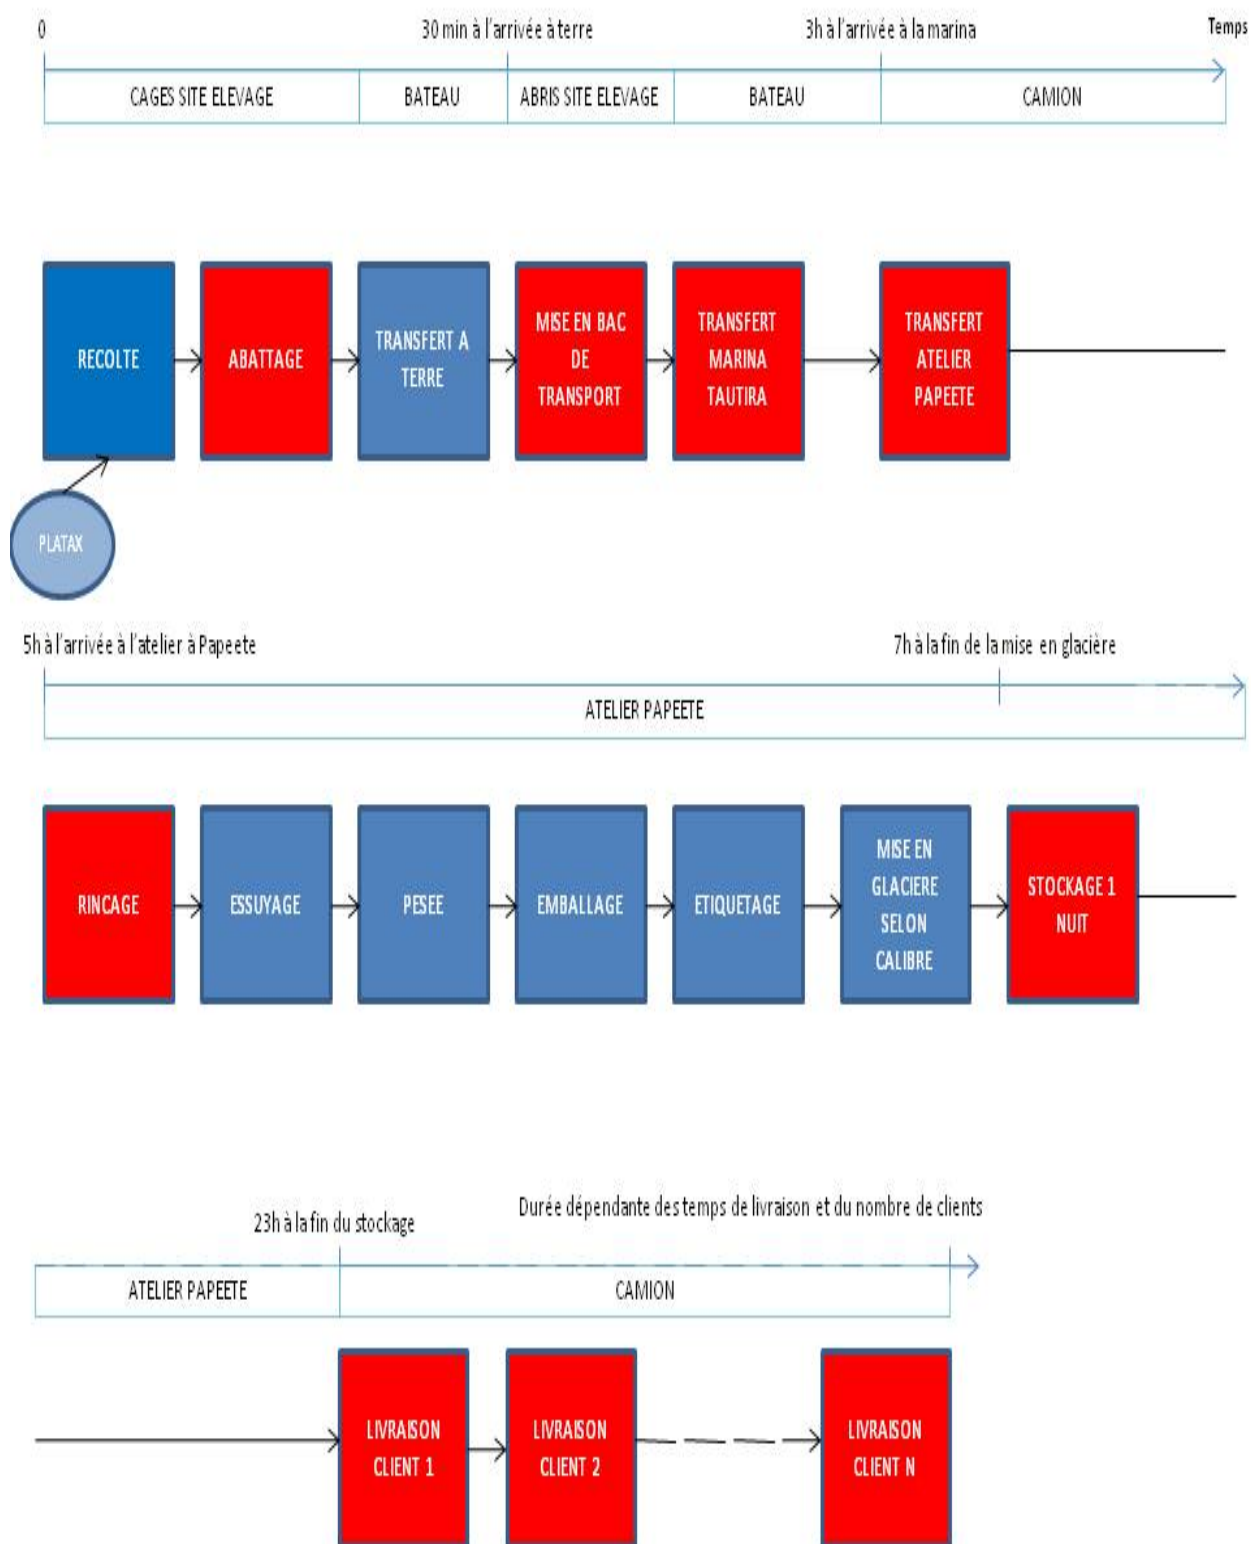 0
30 min à l'arrivée à terre
3h à l'arrivée à la marina
Temps
CAGES SITE ELEVAGE
BATEAU
ABRIS SITE ELEVAGE
BATEAU
CAMION
RECOLTE
ABATTAGE
TRANSFERT A
TERRE
MISE EN BAC
DE
TRANSPORT
TRANSFERT
MARINA
TAUTIRA
TRANSFERT
ATELIER
PAPEETE
PLATAX
5h à l'arrivée à l'atelier à Papeete
7h à la fin de la mise en glacière
ATELIER PAPEETE
RINCAGE
ESSUYAGE
PESEE
EMBALLAGE
ETIQUETAGE
MISE EN
GLACIERE
SELON
CALIBRE
STOCKAGE 1
NUIT
23h à la fin du stockage
Durée dépendante des temps de livraison et du nombre de clients
ATELIER PAPEETE
CAMION
LIVRAISON
CLIENT 1
LIVRAISON
CLIENT 2
LIVRAISON
CLIENT N